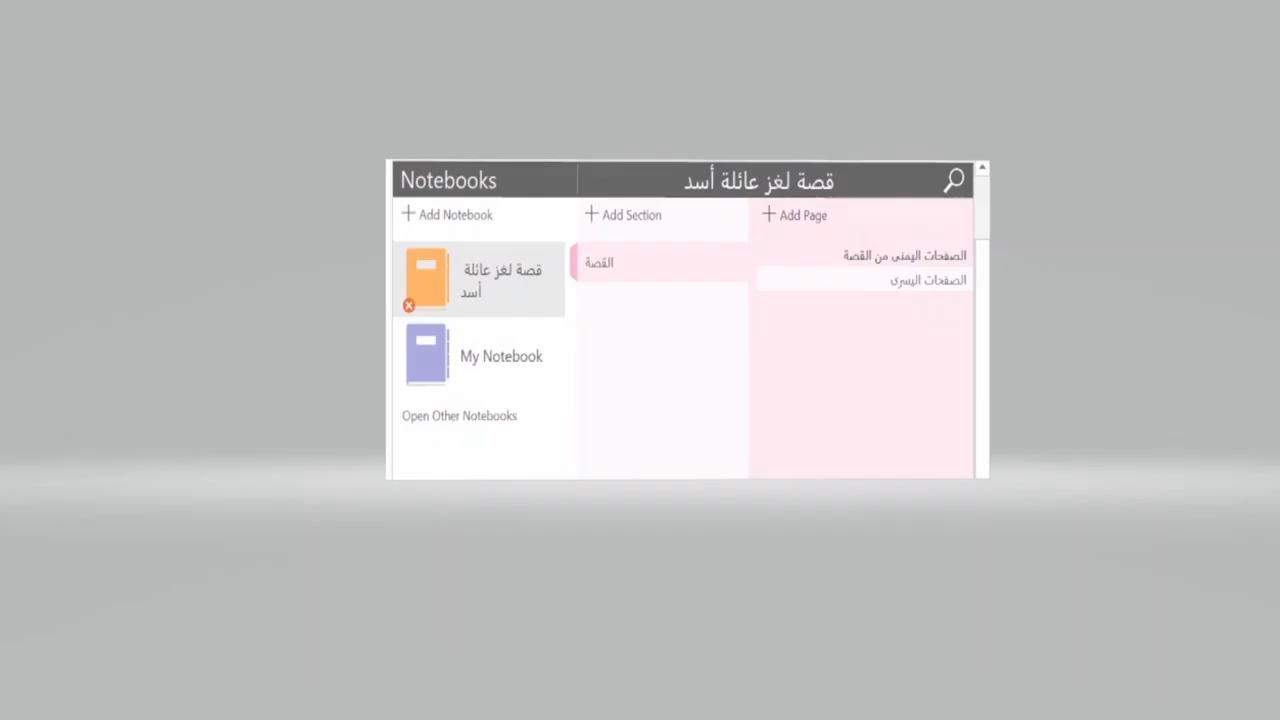 Notebooks
قصة لغز عائلة أسد
Add Notebook
Add Section
Add Page
قصة لغز عائلة
أسد
القصة
الصفحات اليمنى من القصة
الصفحات اليسرى
My Notebook
Open Other Notebooks